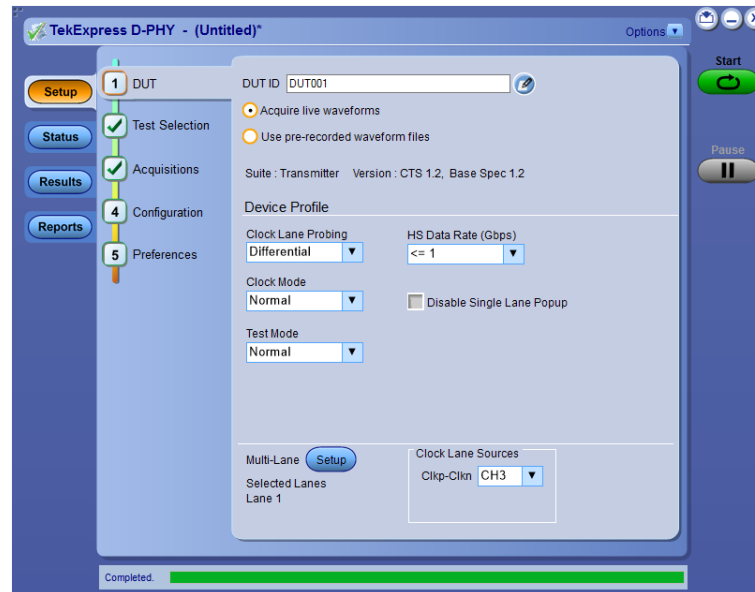 TekExpress D-PHY - (Untitled)*
Options
Start
Setup
Status
Results
Reports
Pause
1 DUT
Test Selection
Acquisitions
4 Configuration
5 Preferences
DUT ID DUT001
Acquire live waveforms
Use pre-recorded waveform files
Suite : Transmitter Version : CTS 1.2, Base Spec 1.2
Device Profile
Clock Lane Probing
Differential
HS Data Rate (Gbps)
<= 1
Clock Mode
Normal
Disable Single Lane Popup
Test Mode
Normal
Multi-Lane Setup
Selected Lanes
Lane 1
Clock Lane Sources
Clkp-Clkn CH3
Completed.